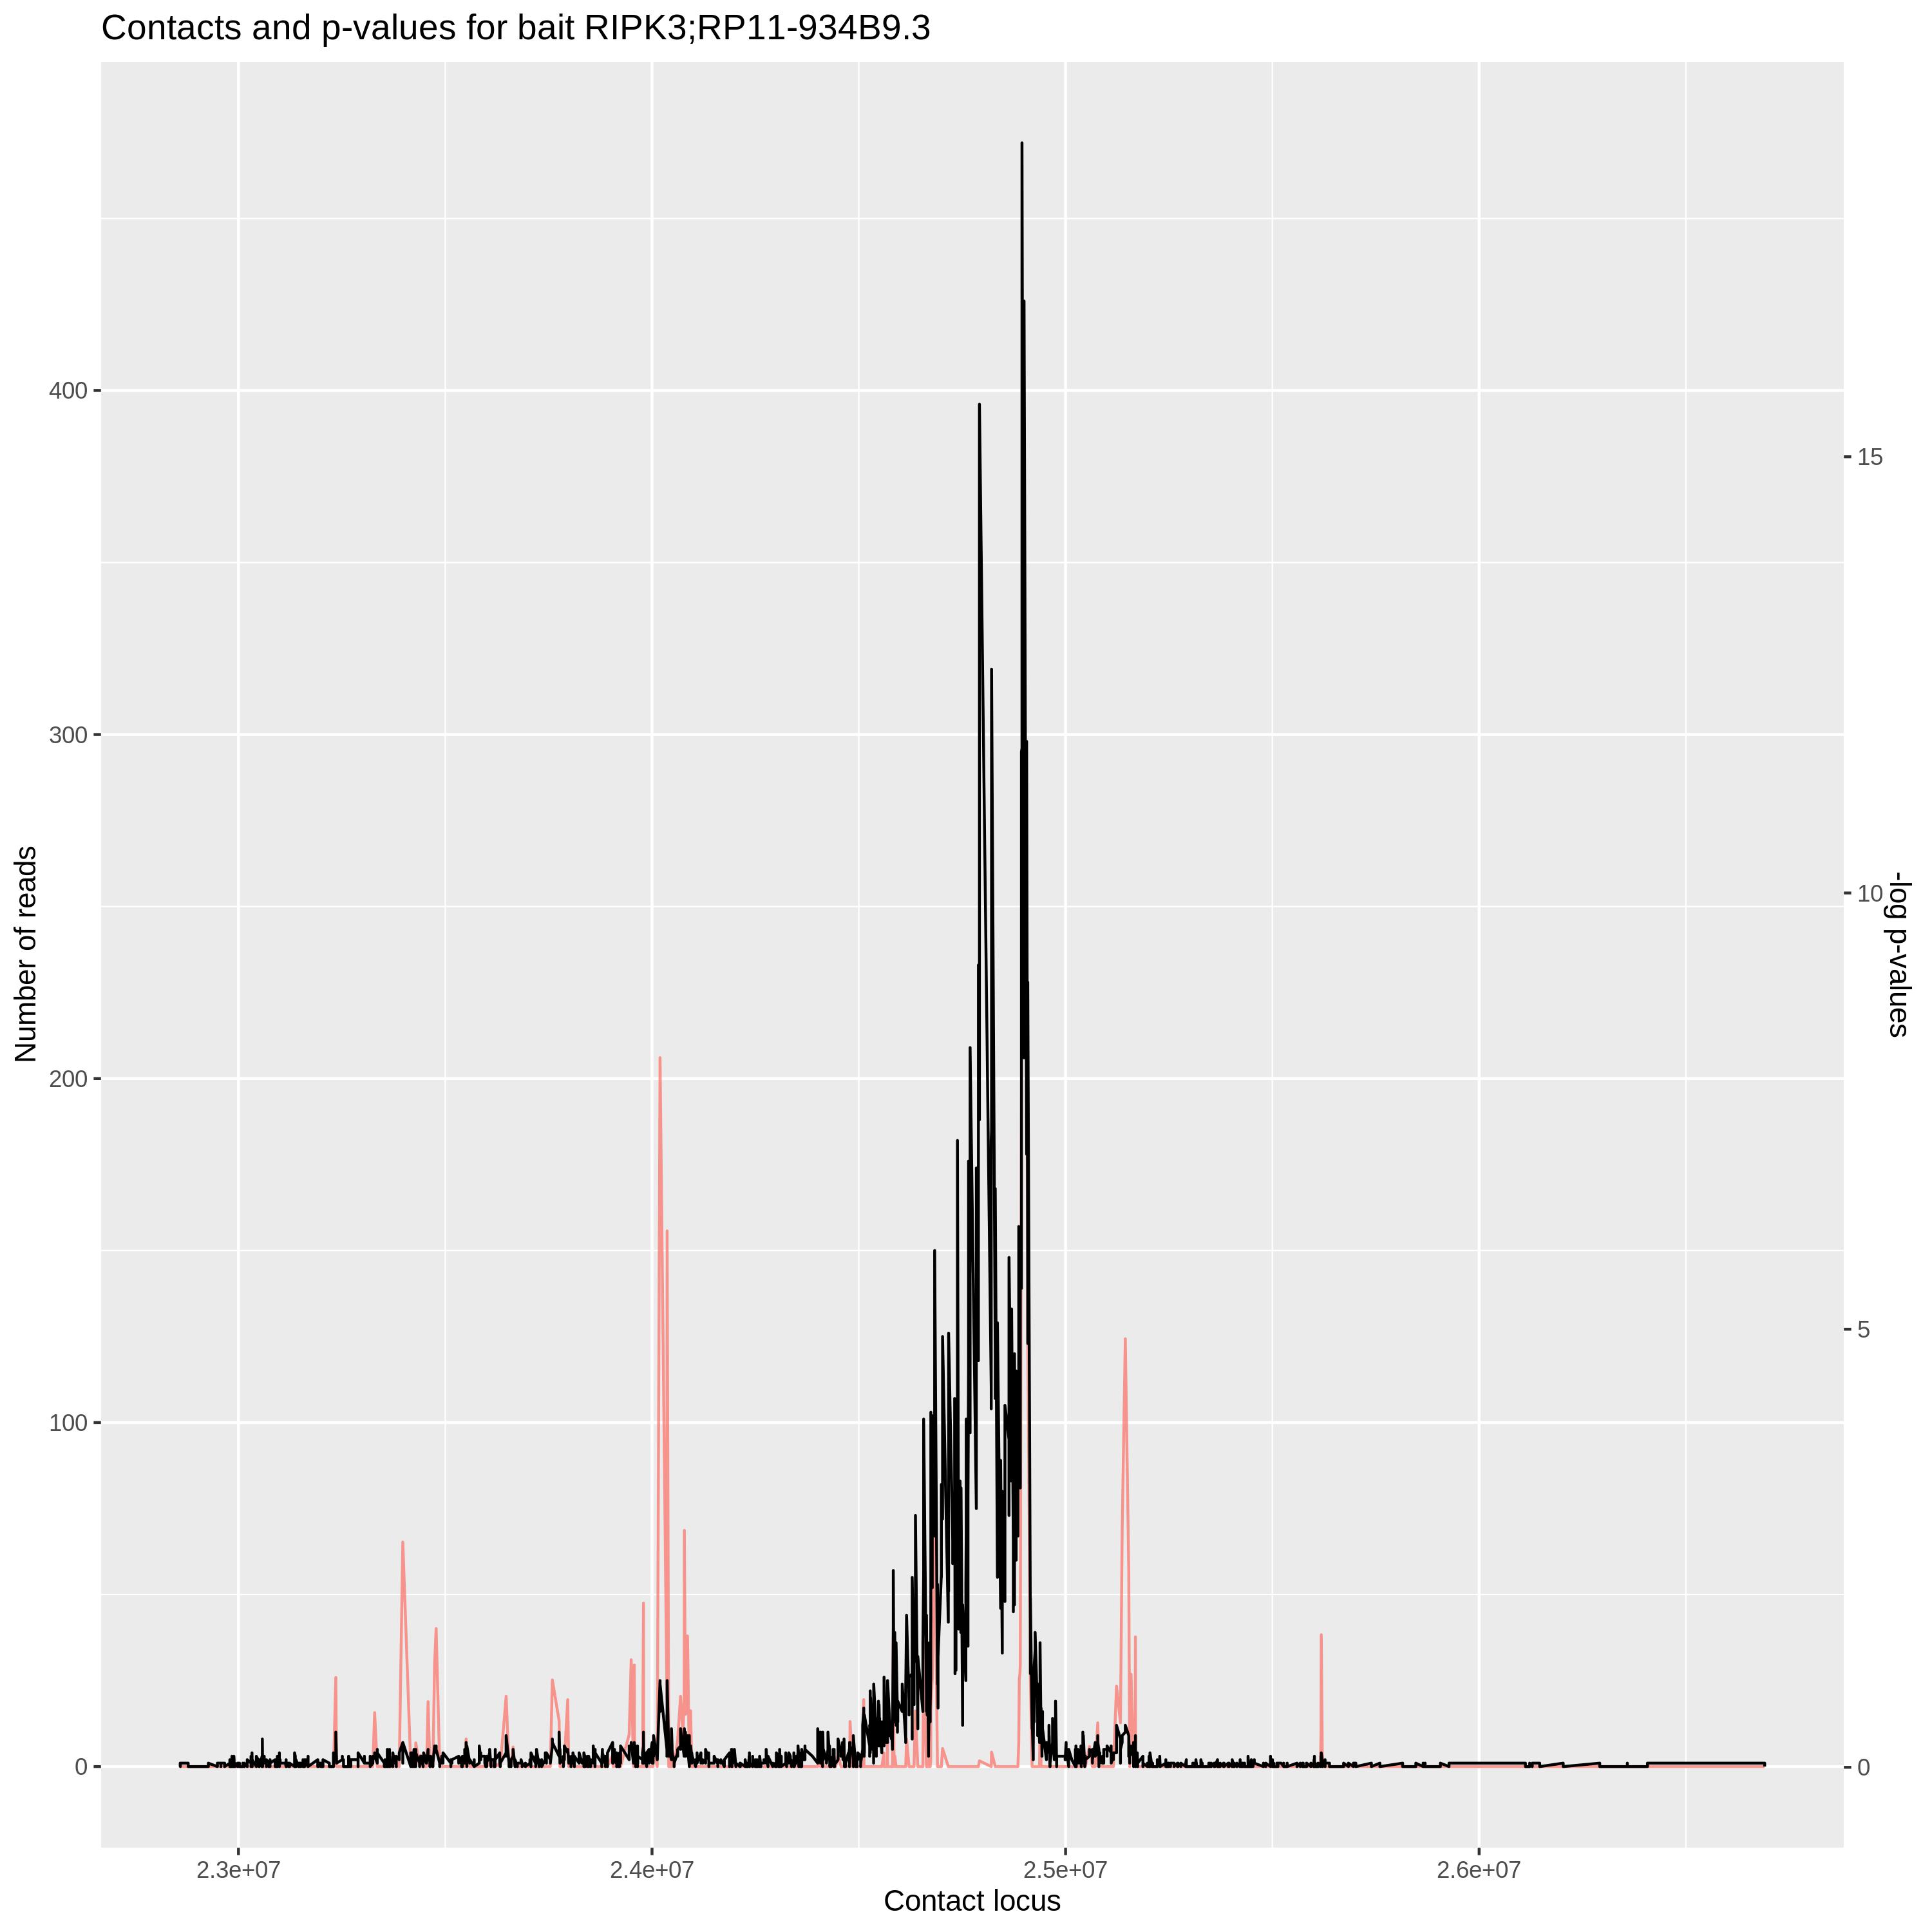 Contacts and p-values for bait RIPK3;RP11-934B9.3
400
300
200
100
0
Number of reads
15
10
5
0
-log p-values
2.3e+07
2.4e+07
2.5e+07
2.6e+07
Contact locus